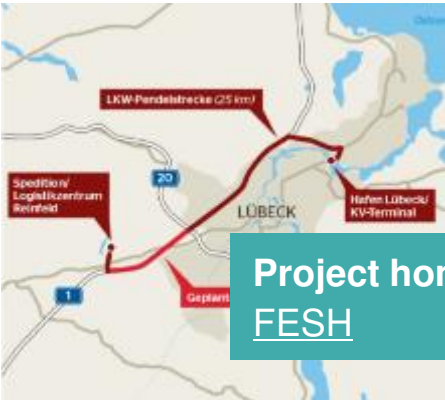 LKW-Pendelstrecke (25 km)
20
Spedition/
Logistikzentrum
Reinfeld
LÜBECK
Hafen Lübeck/
KV-Terminal
1
Geplant
Project hor
FESH